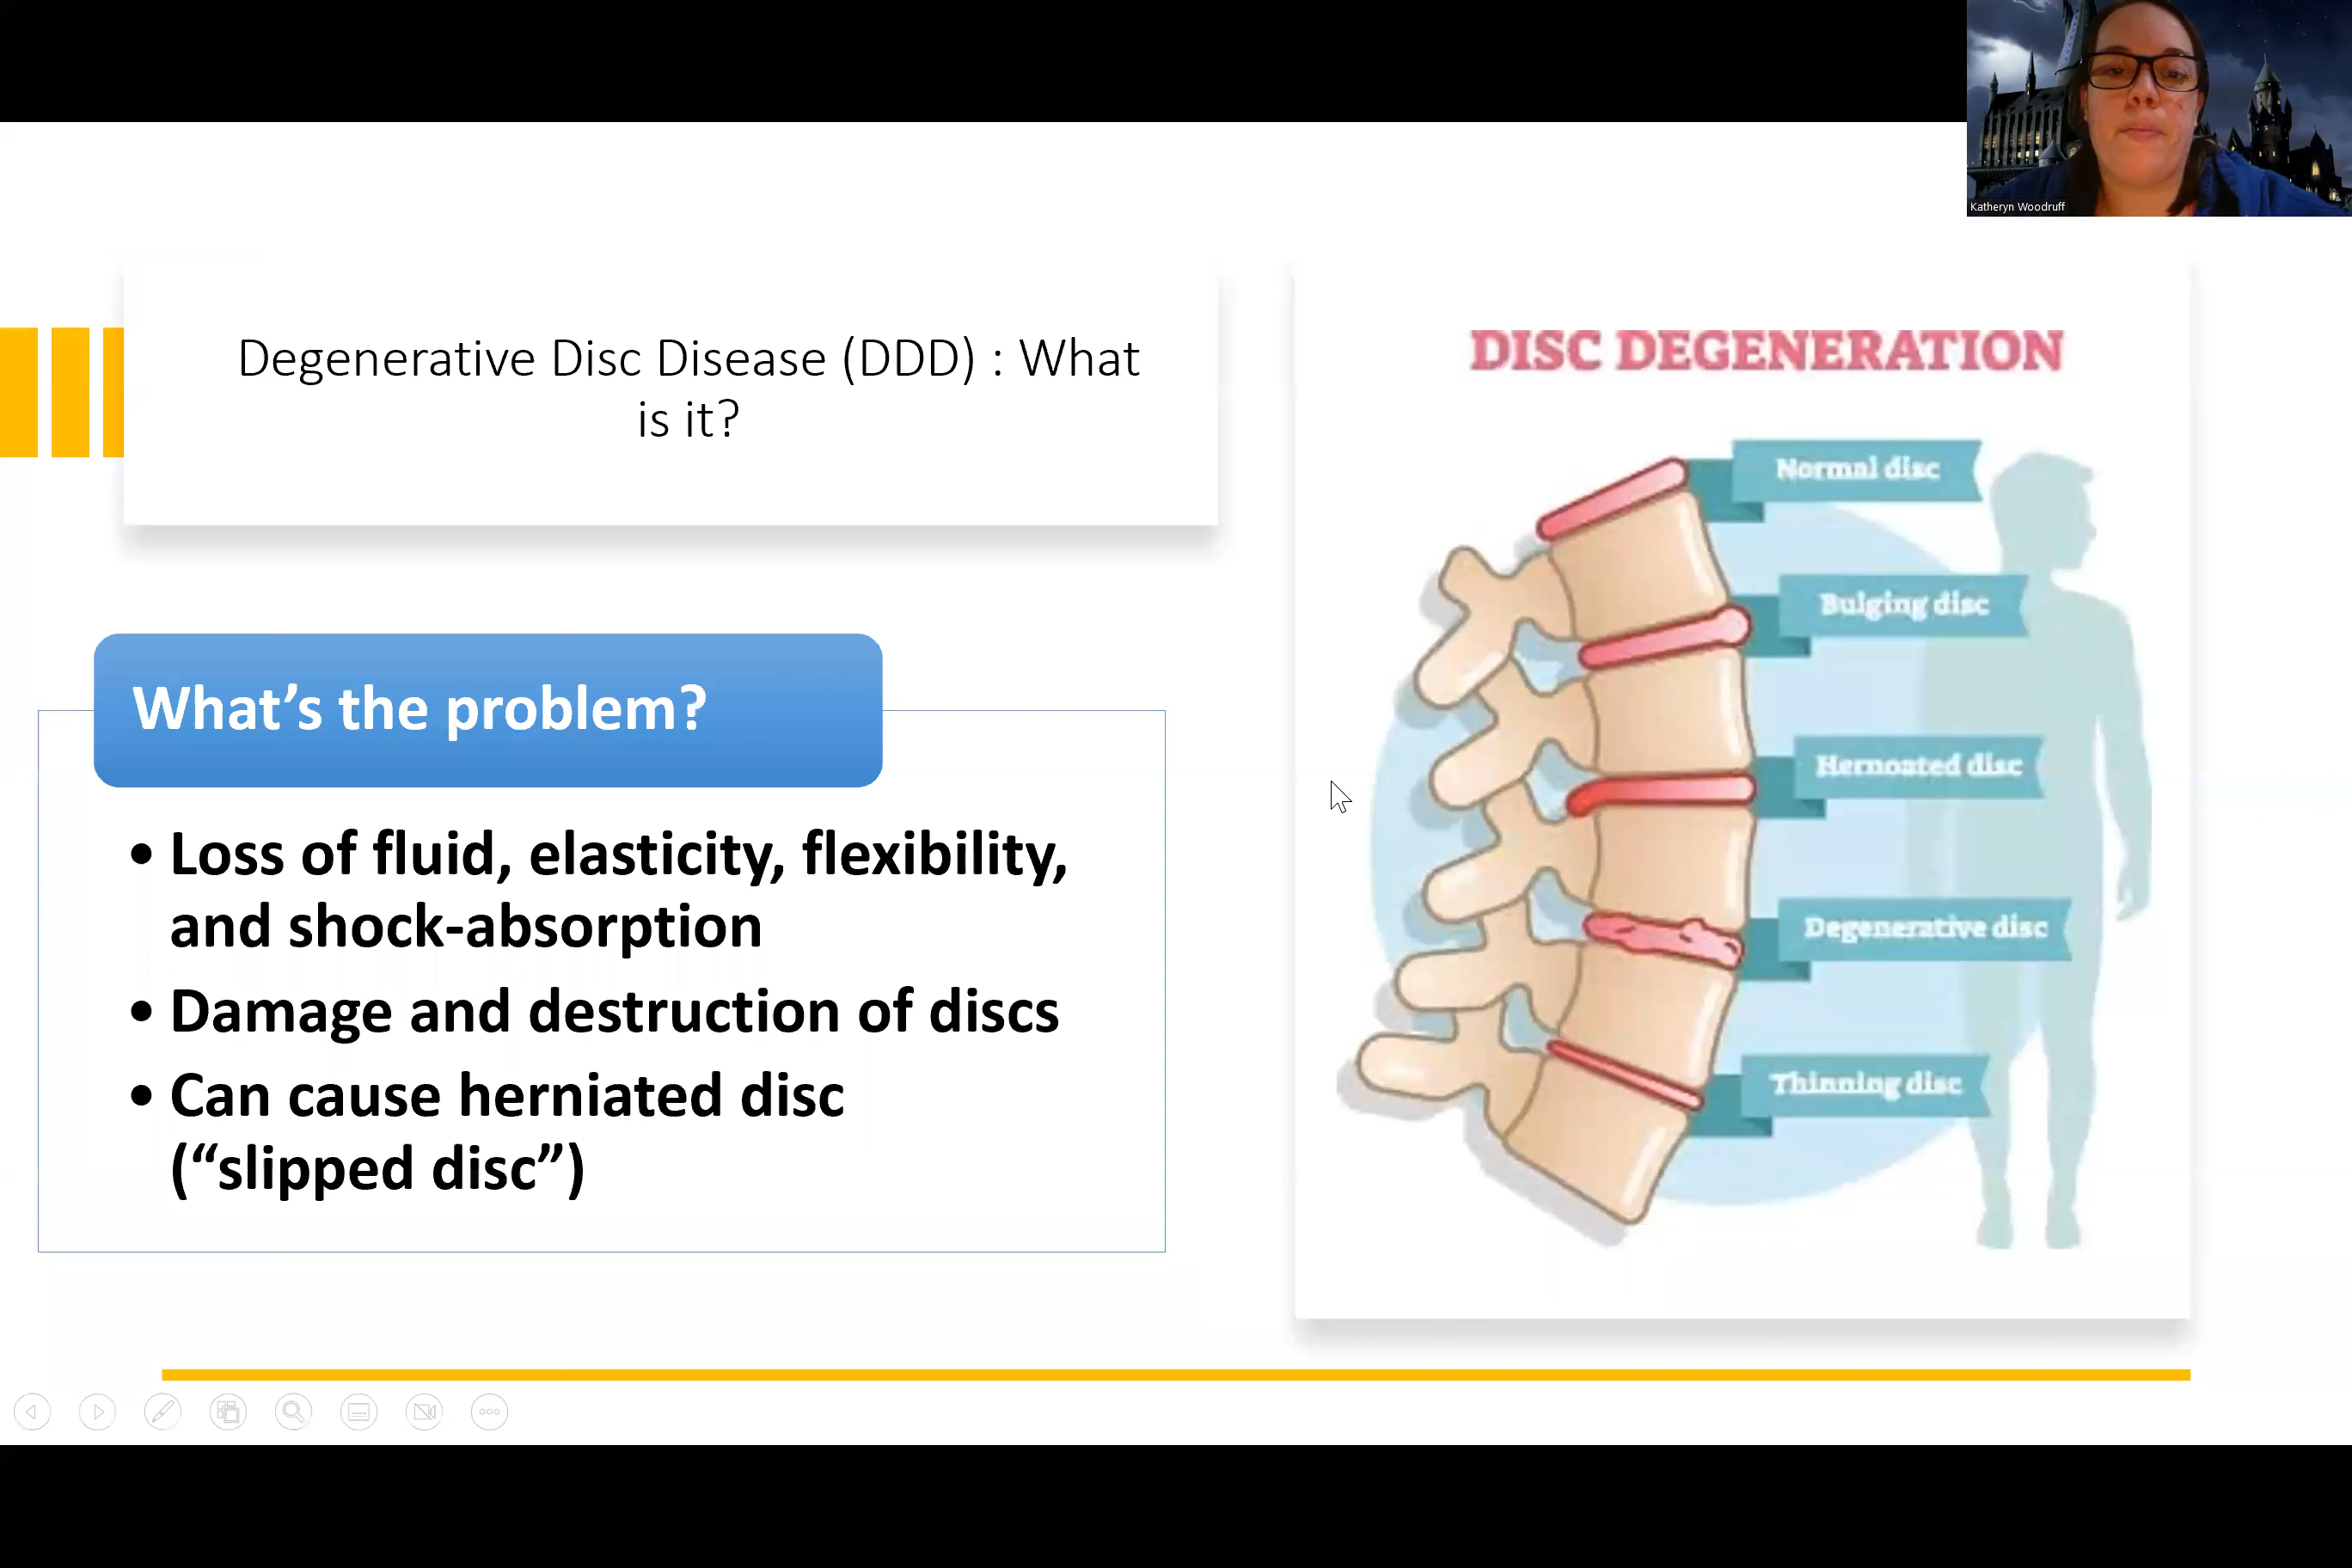 Katheryn Woodruff
Degenerative Disc Disease (DDD) : What
is it?
What’s the problem?
• Loss of fluid, elasticity, flexibility,
and shock-absorption
• Damage and destruction of discs
• Can cause herniated disc
(“slipped disc”)
DISC DEGENERATION
Normal disc
Bulging disc
Hernoated disc
Degenerative disc
Thinning disc